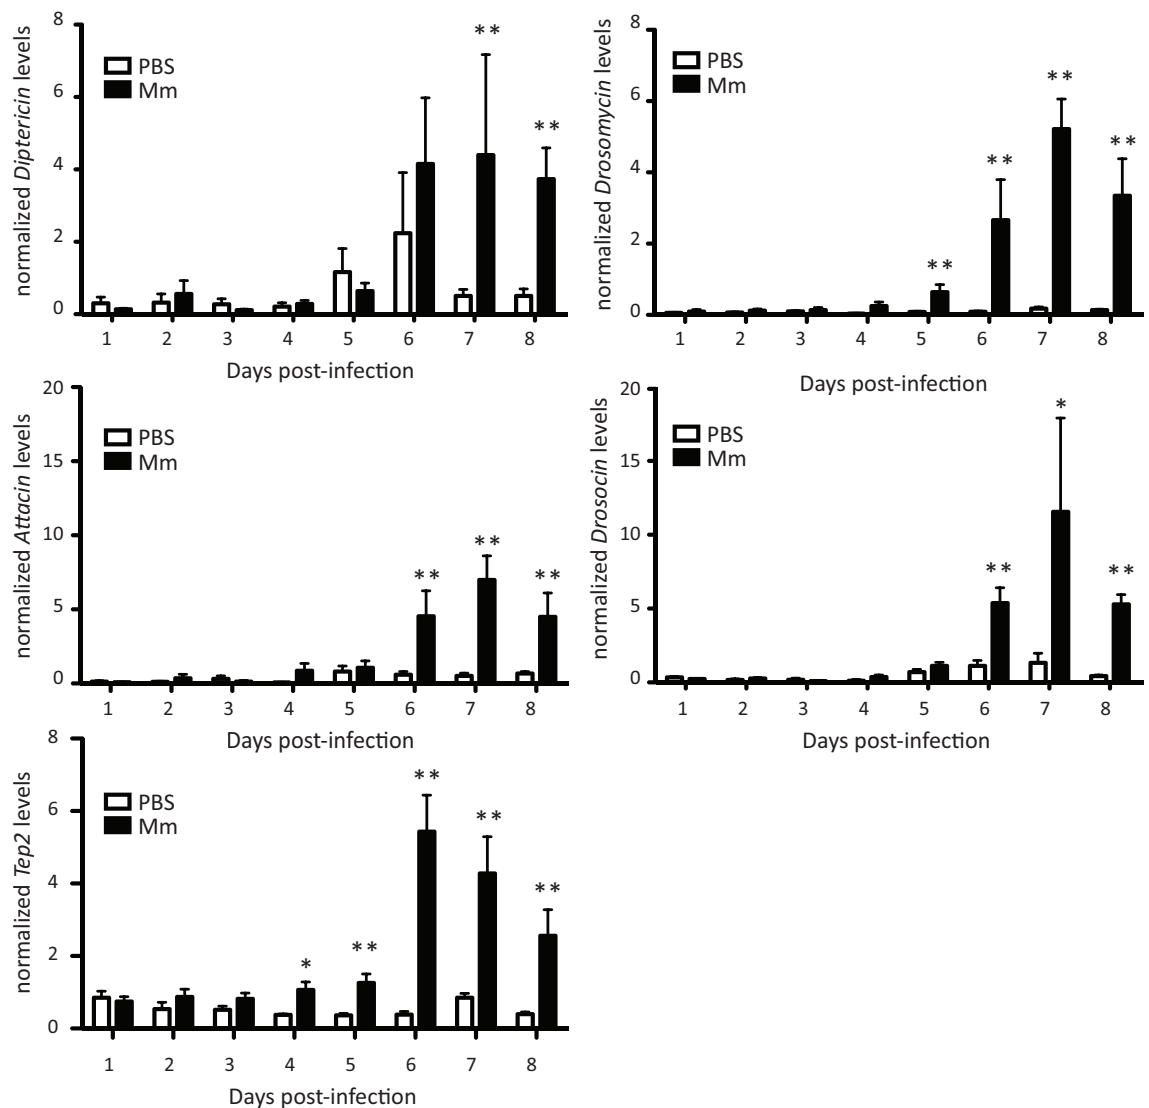 normalized Diptericin levels
8
6
4
2
0
PBS
Mm
**
**
1 2 3 4 5 6 7 8
Days post-infection
normalized Drosomycin levels
8
6
4
2
0
PBS
Mm
**
**
**
**
1 2 3 4 5 6 7 8
Days post-infection
normalized Attacin levels
20
15
10
5
0
PBS
Mm
**
**
**
1 2 3 4 5 6 7 8
Days post-infection
normalized Drosocin levels
20
15
10
5
0
PBS
Mm
**
*
**
1 2 3 4 5 6 7 8
Days post-infection
normalized Tep2 levels
8
6
4
2
0
PBS
Mm
*
**
**
**
**
1 2 3 4 5 6 7 8
Days post-infection